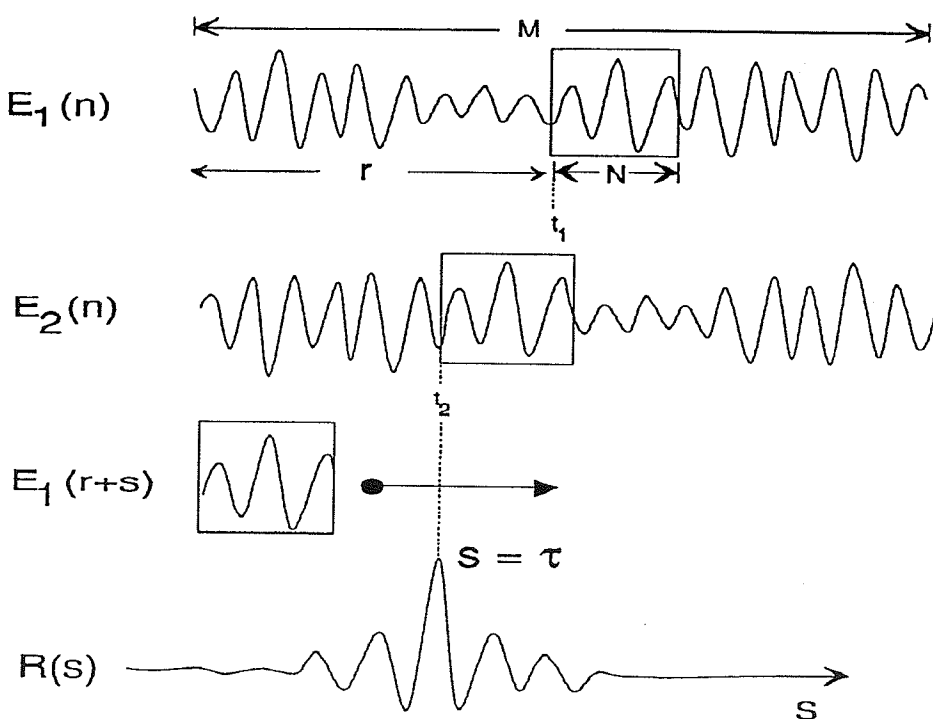 M
E₁(n)
r
N
t₁
E₂(n)
t₂
E₁(r+s)
S = τ
R(s)
S